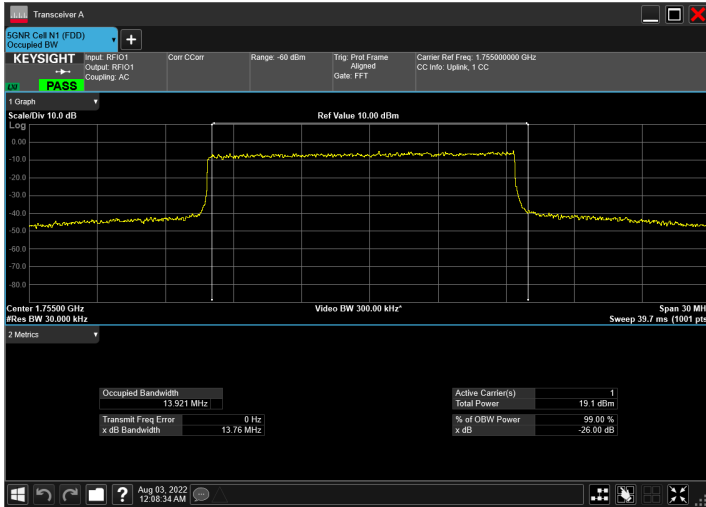 Transceiver A
5GNR Cell N1 (FDD)
Occupied BW
KEYSIGHT
LXI
PASS
Input: RFIO1
Output: RFIO1
Coupling: AC
Corr CCorr
Range: -60 dBm
Trig: Prot Frame
Aligned
Gate: FFT
Carrier Ref Freq: 1.755000000 GHz
CC Info: Uplink, 1 CC
1 Graph
Scale/Div 10.0 dB
Ref Value 10.00 dBm
Log
0.00
-10.0
-20.0
-30.0
-40.0
-50.0
-60.0
-70.0
-80.0
Center 1.75500 GHz
Video BW 300.00 kHz*
Span 30 MH
#Res BW 30.000 kHz
Sweep 39.7 ms (1001 pts
2 Metrics
Occupied Bandwidth
13.921 MHz
Active Carrier(s) 1
Total Power 19.1 dBm
Transmit Freq Error 0 Hz
x dB Bandwidth 13.76 MHz
% of OBW Power 99.00 %
x dB -26.00 dB
?
Aug 03, 2022
12:08:34 AM